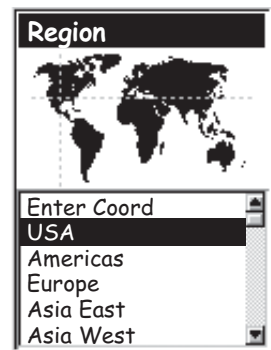 Region
Enter Coord
USA
Americas
Europe
Asia East
Asia West